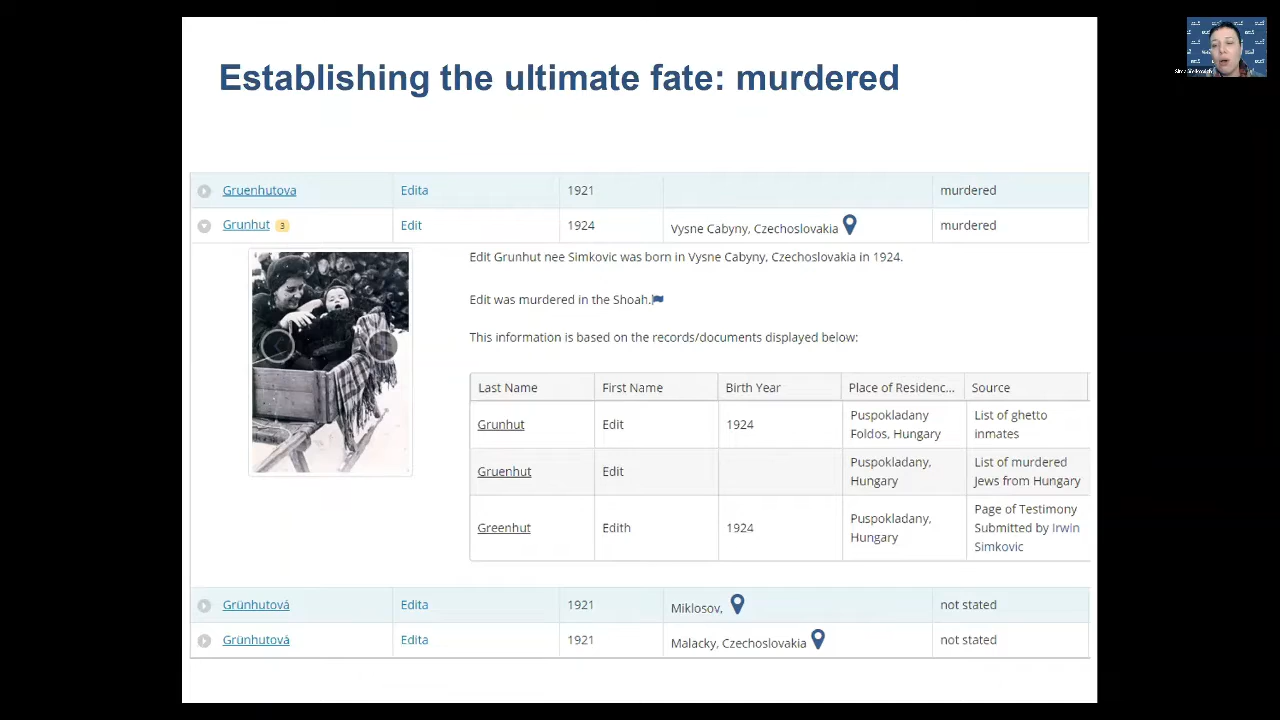 Establishing the ultimate fate: murdered
Gruenhutova Edita 1921 murdered
Grunhut 3 Edit 1924 Vysne Cabyny, Czechoslovakia murdered
Edit Grunhut nee Simkovic was born in Vysne Cabyny, Czechoslovakia in 1924.
Edit was murdered in the Shoah.
This information is based on the records/documents displayed below:
Last Name First Name Birth Year Place of Residenc... Source
Grunhut Edit 1924 Puspokladany Foldos, Hungary List of ghetto inmates
Gruenhut Edit Puspokladany, Hungary List of murdered Jews from Hungary
Greenhut Edith 1924 Puspokladany, Hungary Page of Testimony Submitted by Irwin Simkovic
Grünhutová Edita 1921 Miklosov, not stated
Grünhutová Edita 1921 Malacky, Czechoslovakia not stated